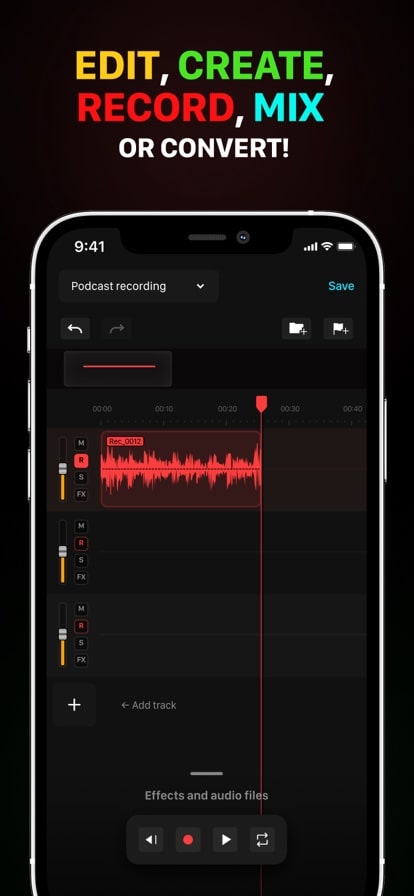 EDIT, CREATE,
RECORD, MIX
OR CONVERT!
9:41
Podcast recording
Save
00:00 00:10 00:20 00:30 00:40
Rec_0012
M
R
S
FX
M
R
S
FX
M
R
S
FX
+ ← Add track
Effects and audio files